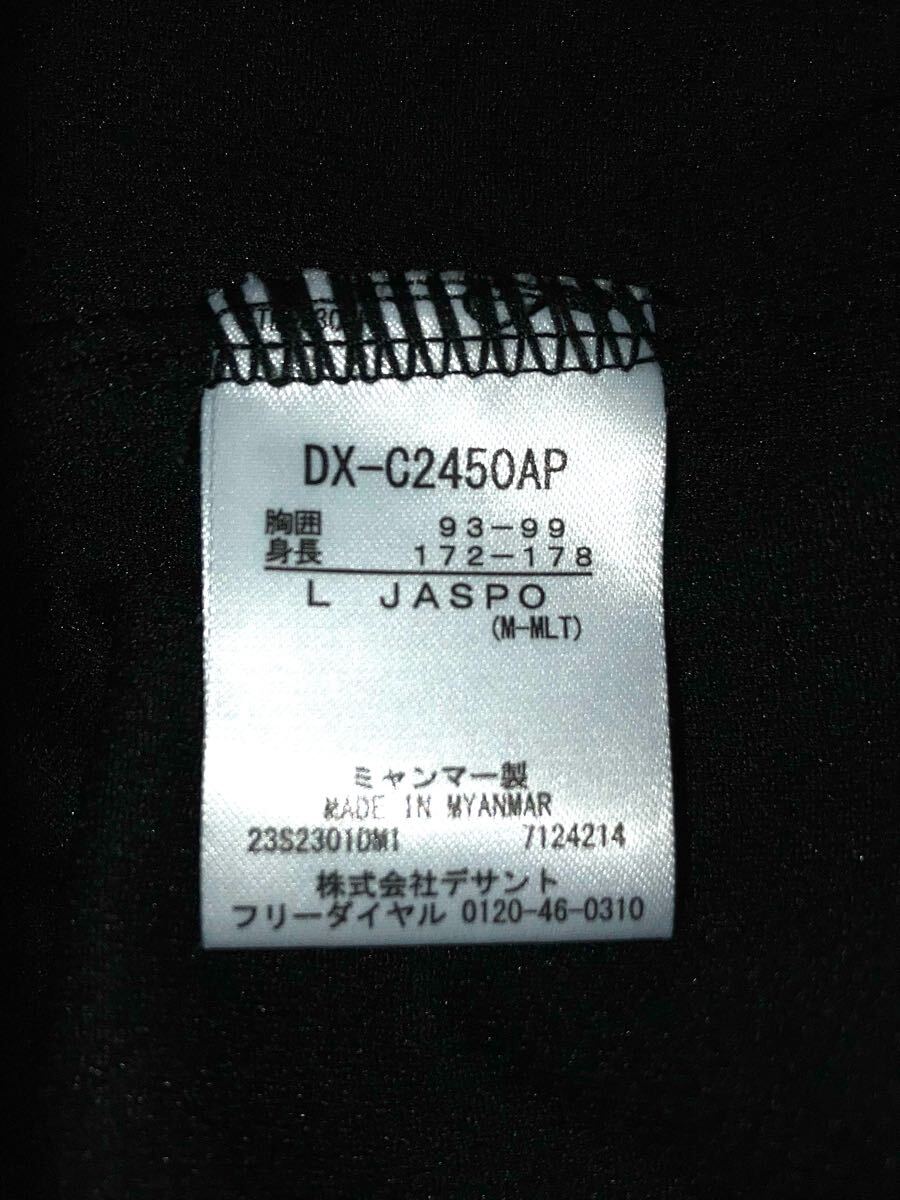 DX-C2450AP
胸囲 93-99
身長 172-178
L JASPO
(M-MLT)
ミャンマー製
MADE IN MYANMAR
23S2301DMI 7124214
株式会社デサント
フリーダイヤル 0120-46-0310